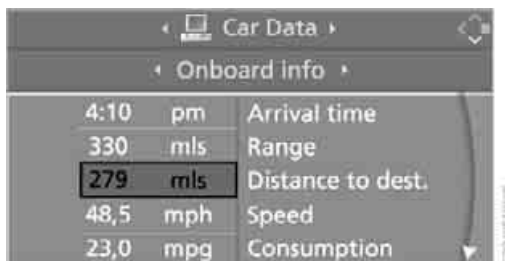 Car Data
Onboard info
4:10 pm Arrival time
330 mls Range
279 mls Distance to dest.
48,5 mph Speed
23,0 mpg Consumption